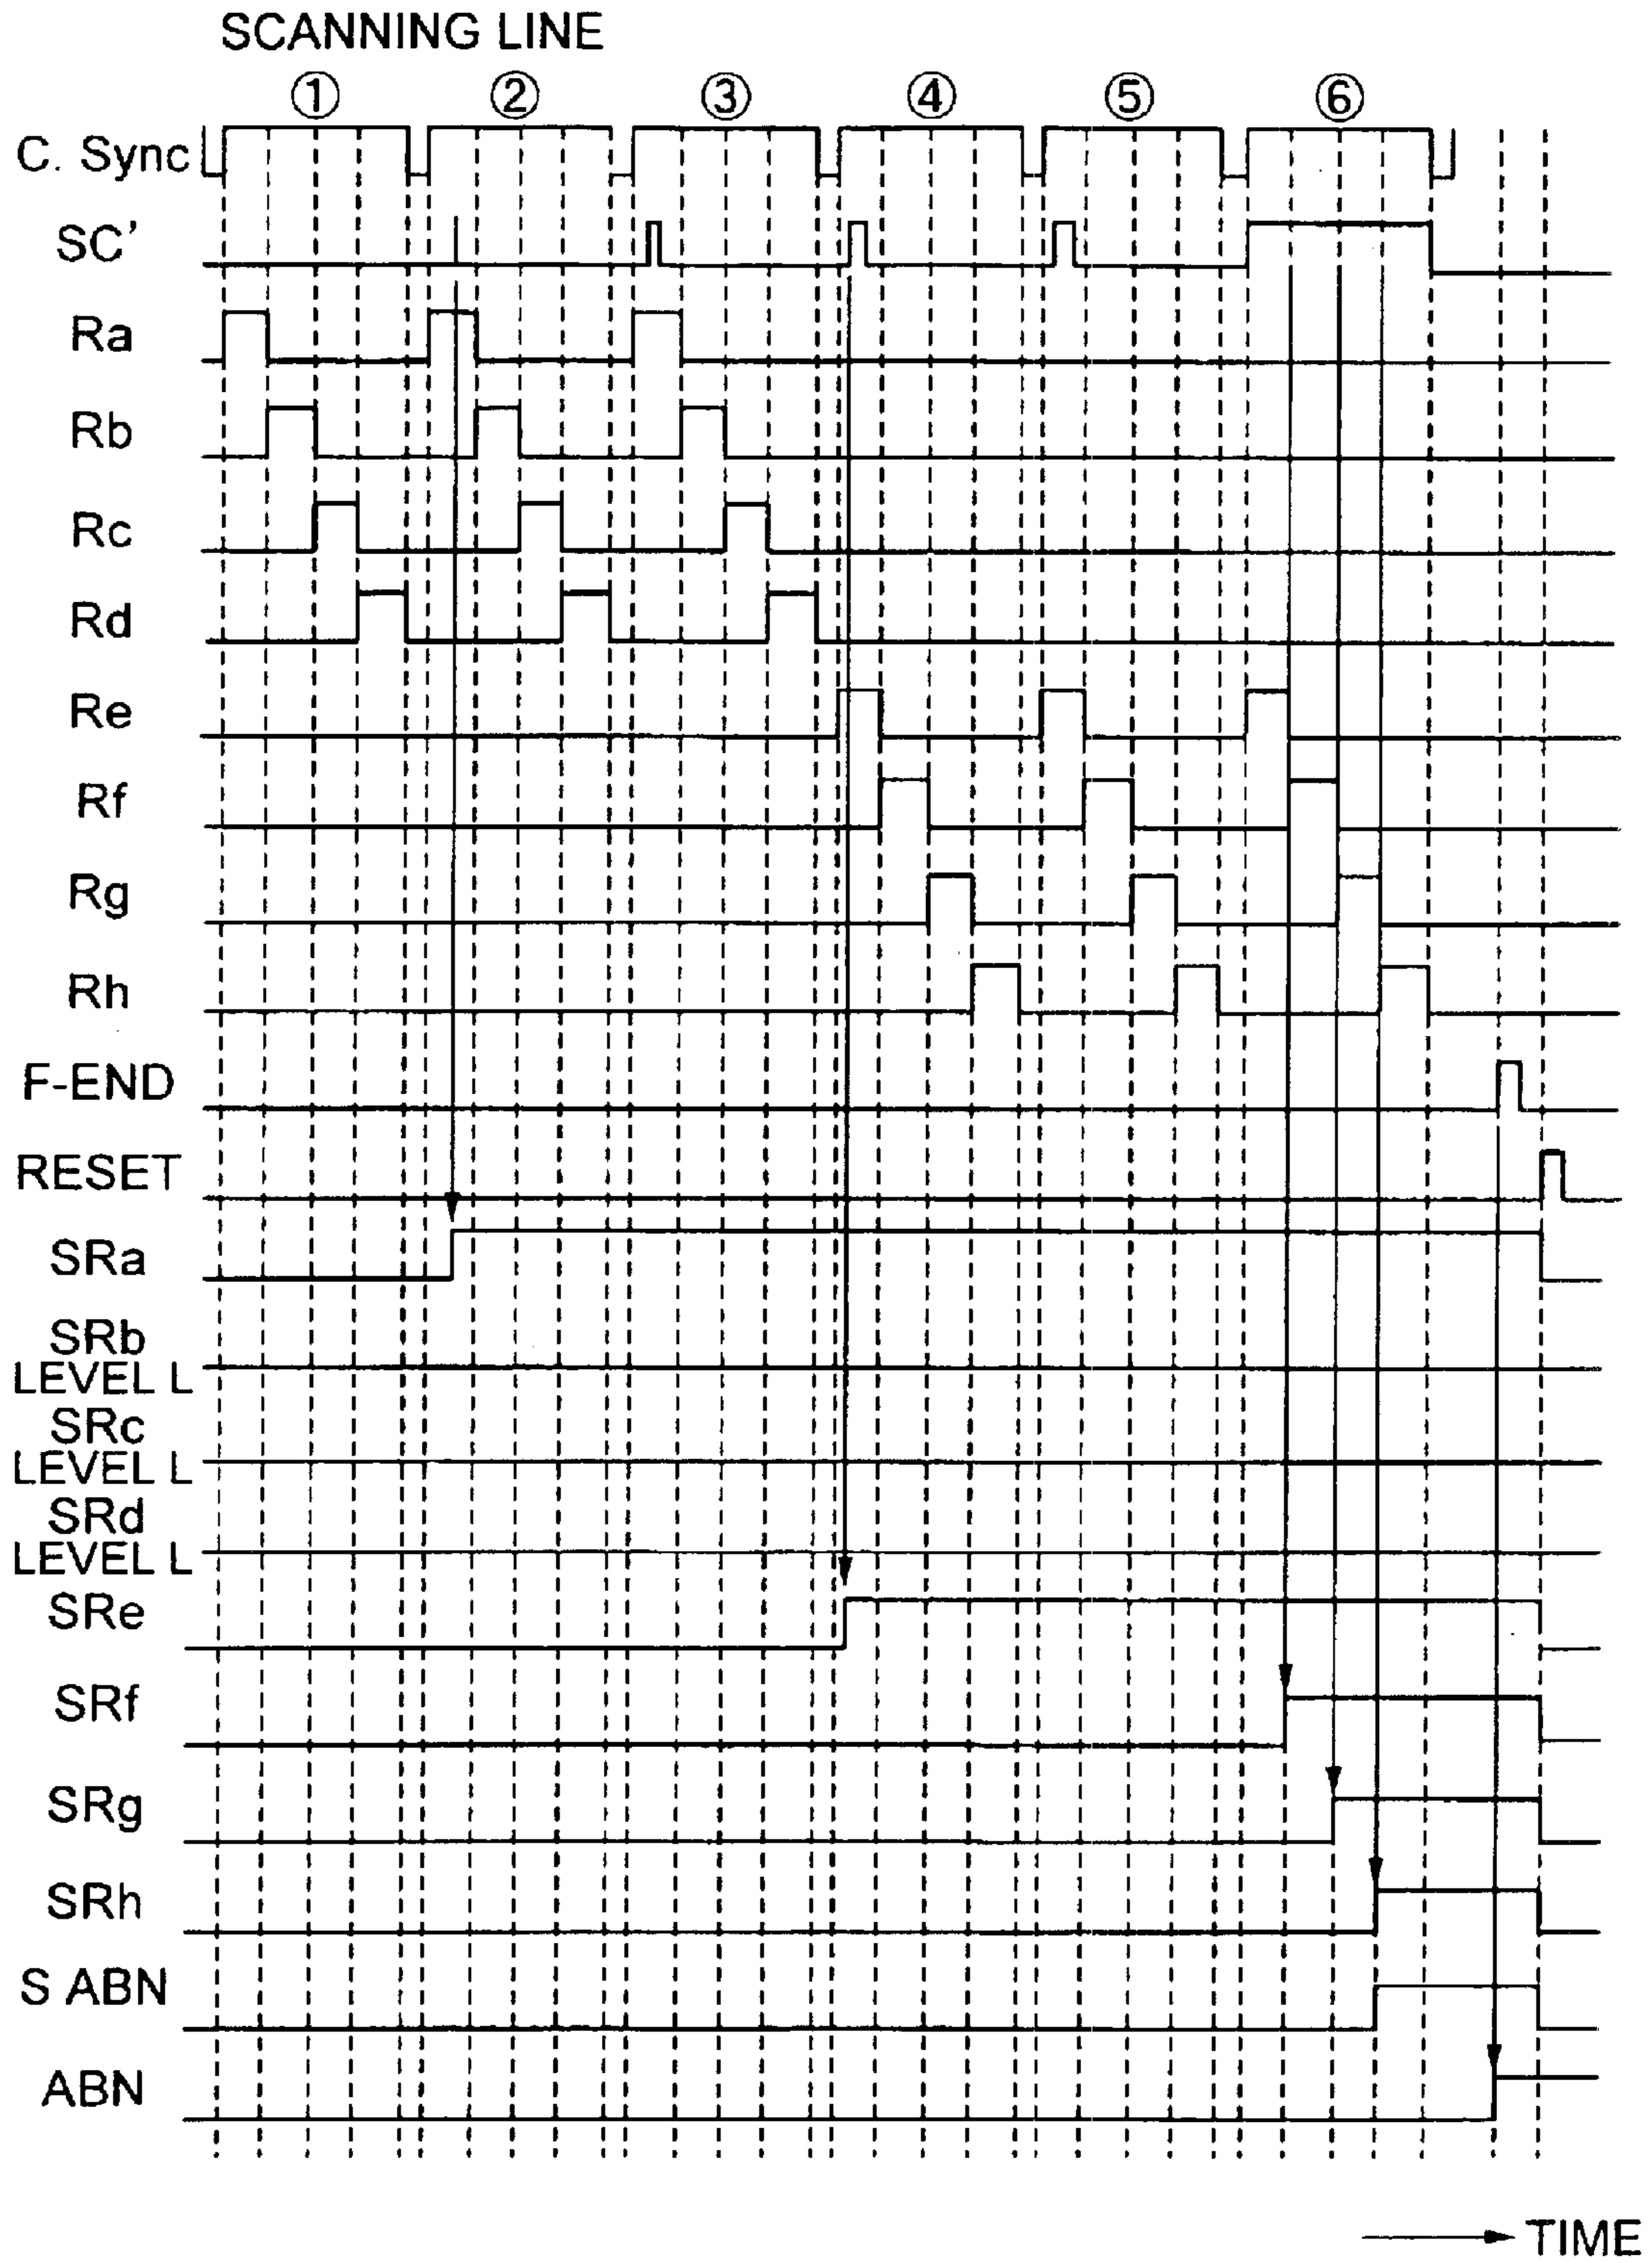 SCANNING LINE
① ② ③ ④ ⑤ ⑥
C. Sync
SC’
Ra
Rb
Rc
Rd
Re
Rf
Rg
Rh
F-END
RESET
SRa
SRb
LEVEL L
SRc
LEVEL L
SRd
LEVEL L
SRe
SRf
SRg
SRh
S ABN
ABN
TIME